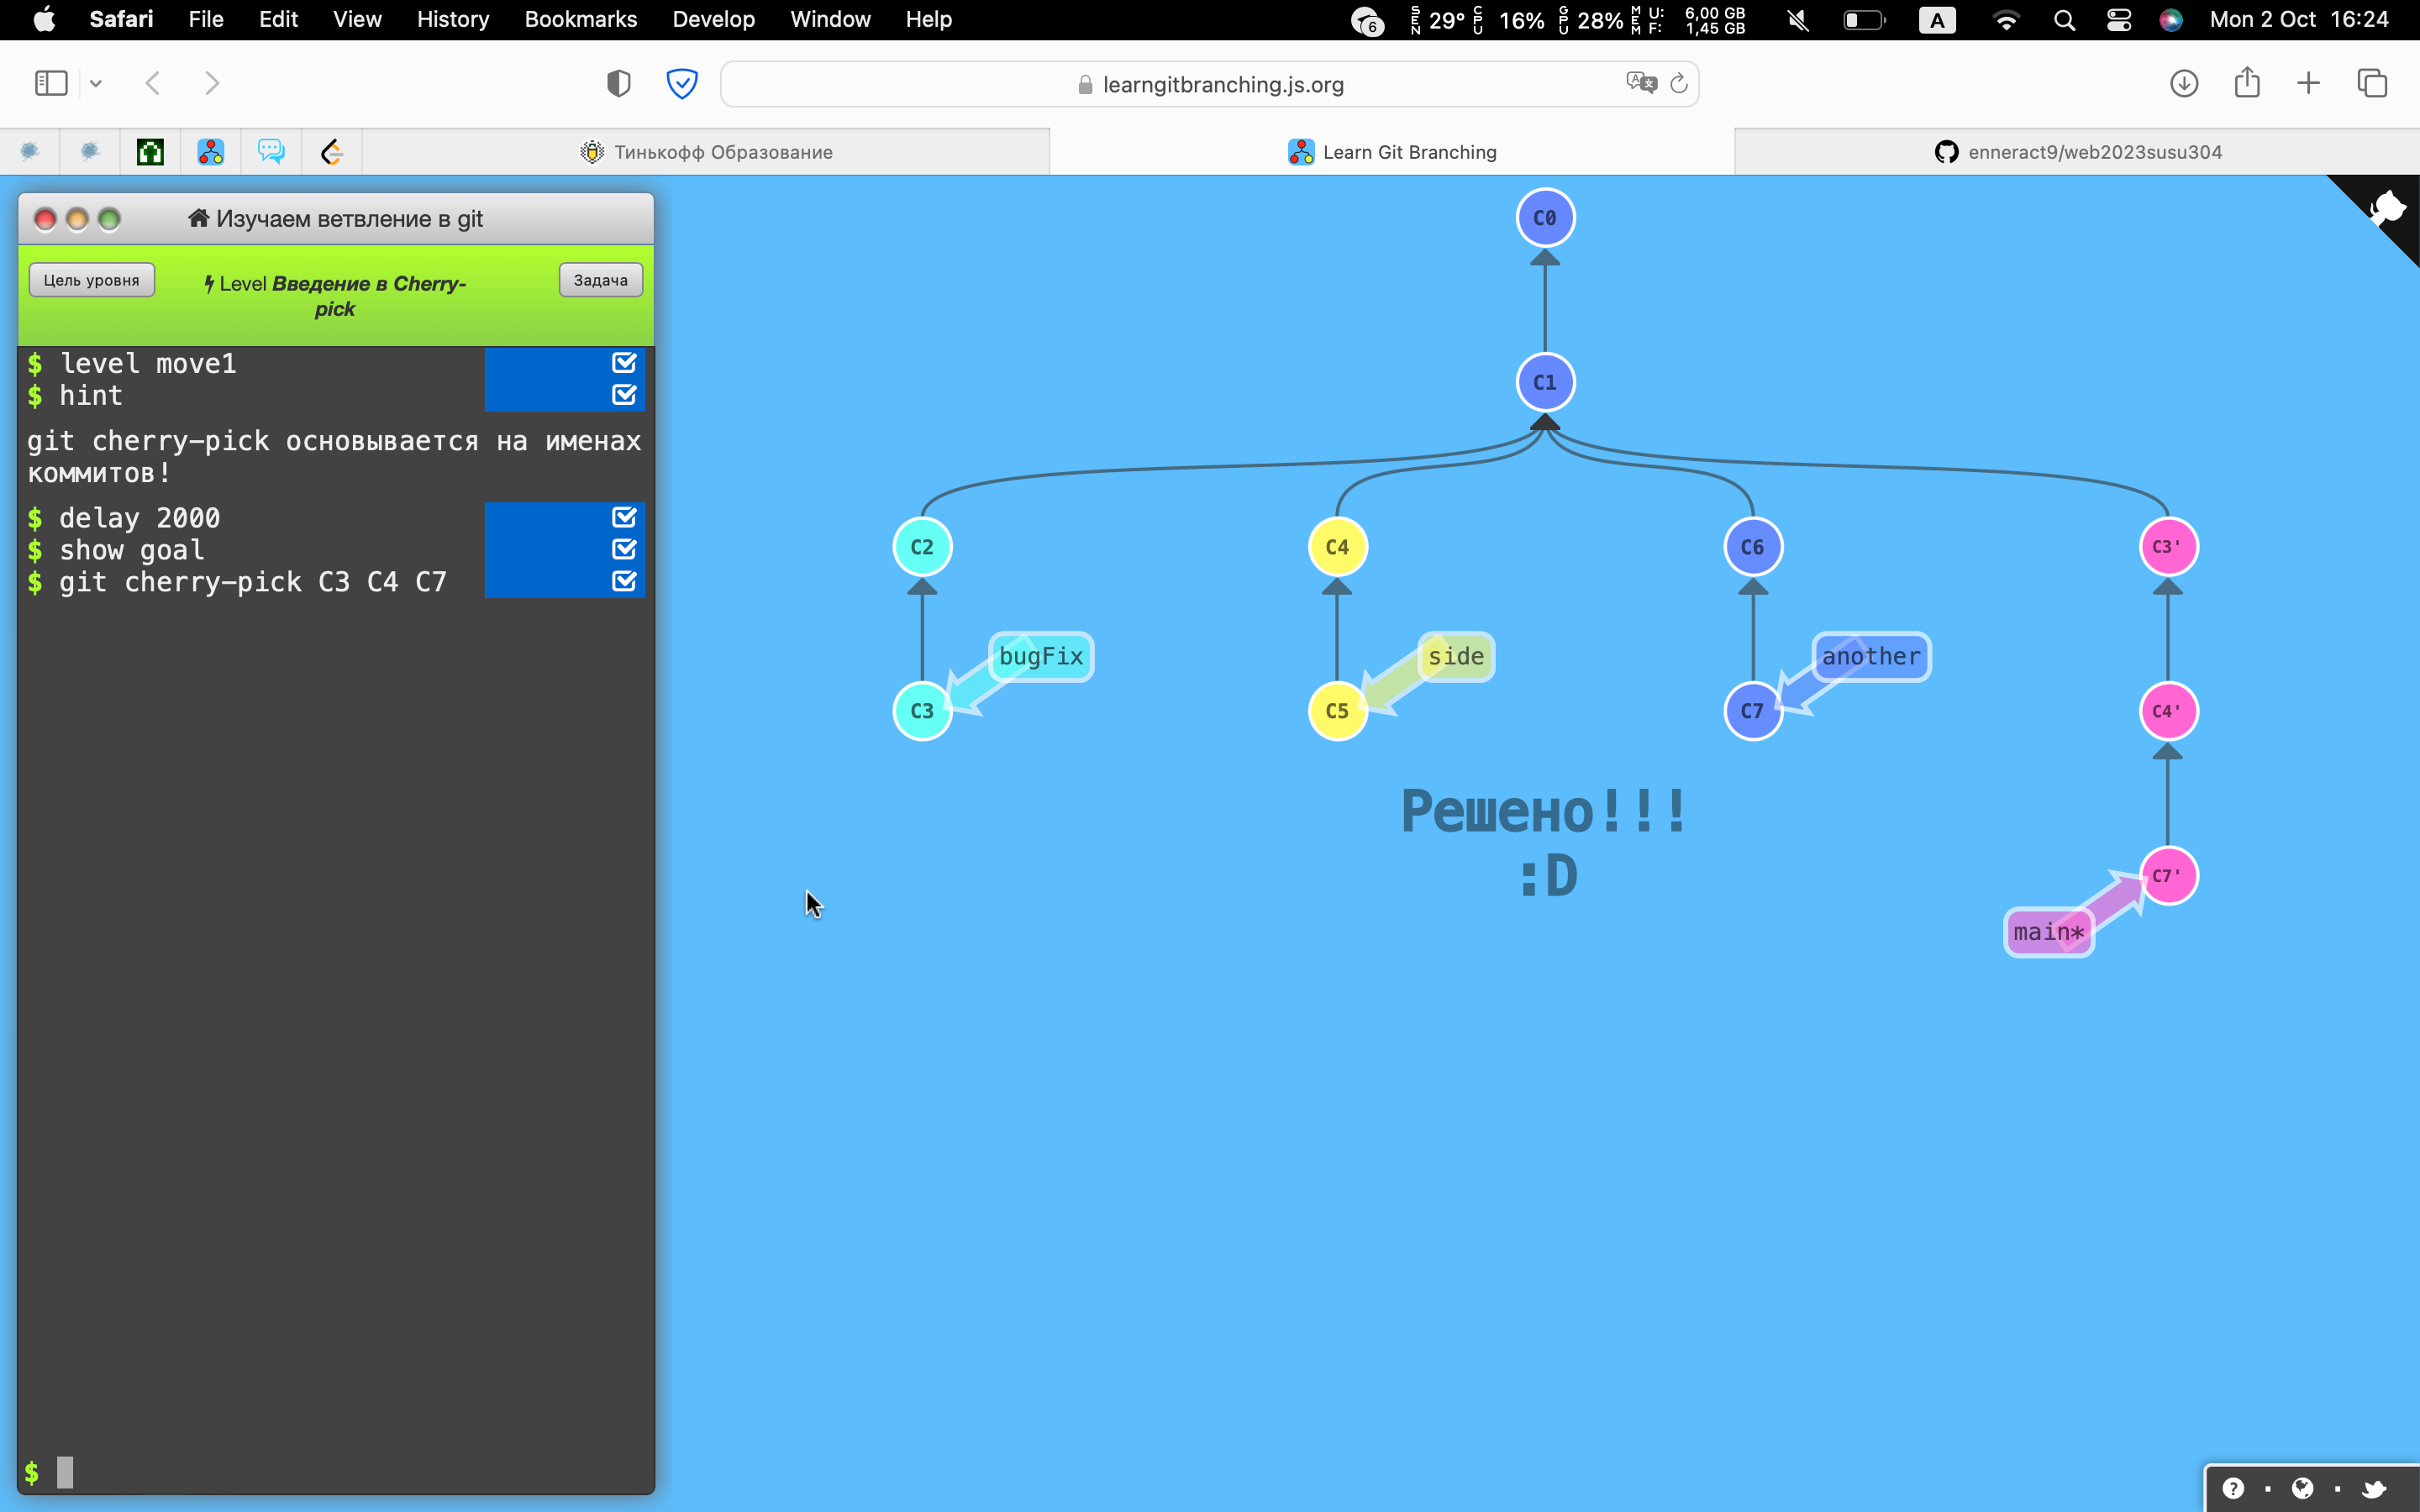 Safari File Edit View History Bookmarks Develop Window Help 6 SEN 29° CPU 16% GPU 28% MEM U: 6,00 GB F: 1,45 GB A Mon 2 Oct 16:24
learngitbranching.js.org
Тинькофф Образование
Learn Git Branching
enneract9/web2023susu304
Изучаем ветвление в git
Цель уровня
Level Введение в Cherry-
pick
Задача
$ level move1
$ hint
git cherry-pick основывается на именах
коммитов!
$ delay 2000
$ show goal
$ git cherry-pick C3 C4 C7
$
C0
C1
C2 C4 C6 C3'
bugFix side another
C3 C5 C7 C4'
Решено!!!
:D
C7'
main*
?